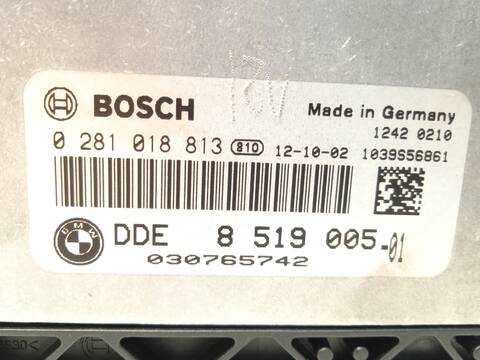 BOSCH
Made in Germany
1242 0210
0 281 018 813 810 12-10-02 1039S56861
BMW
DDE 8 519 005-01
030765742